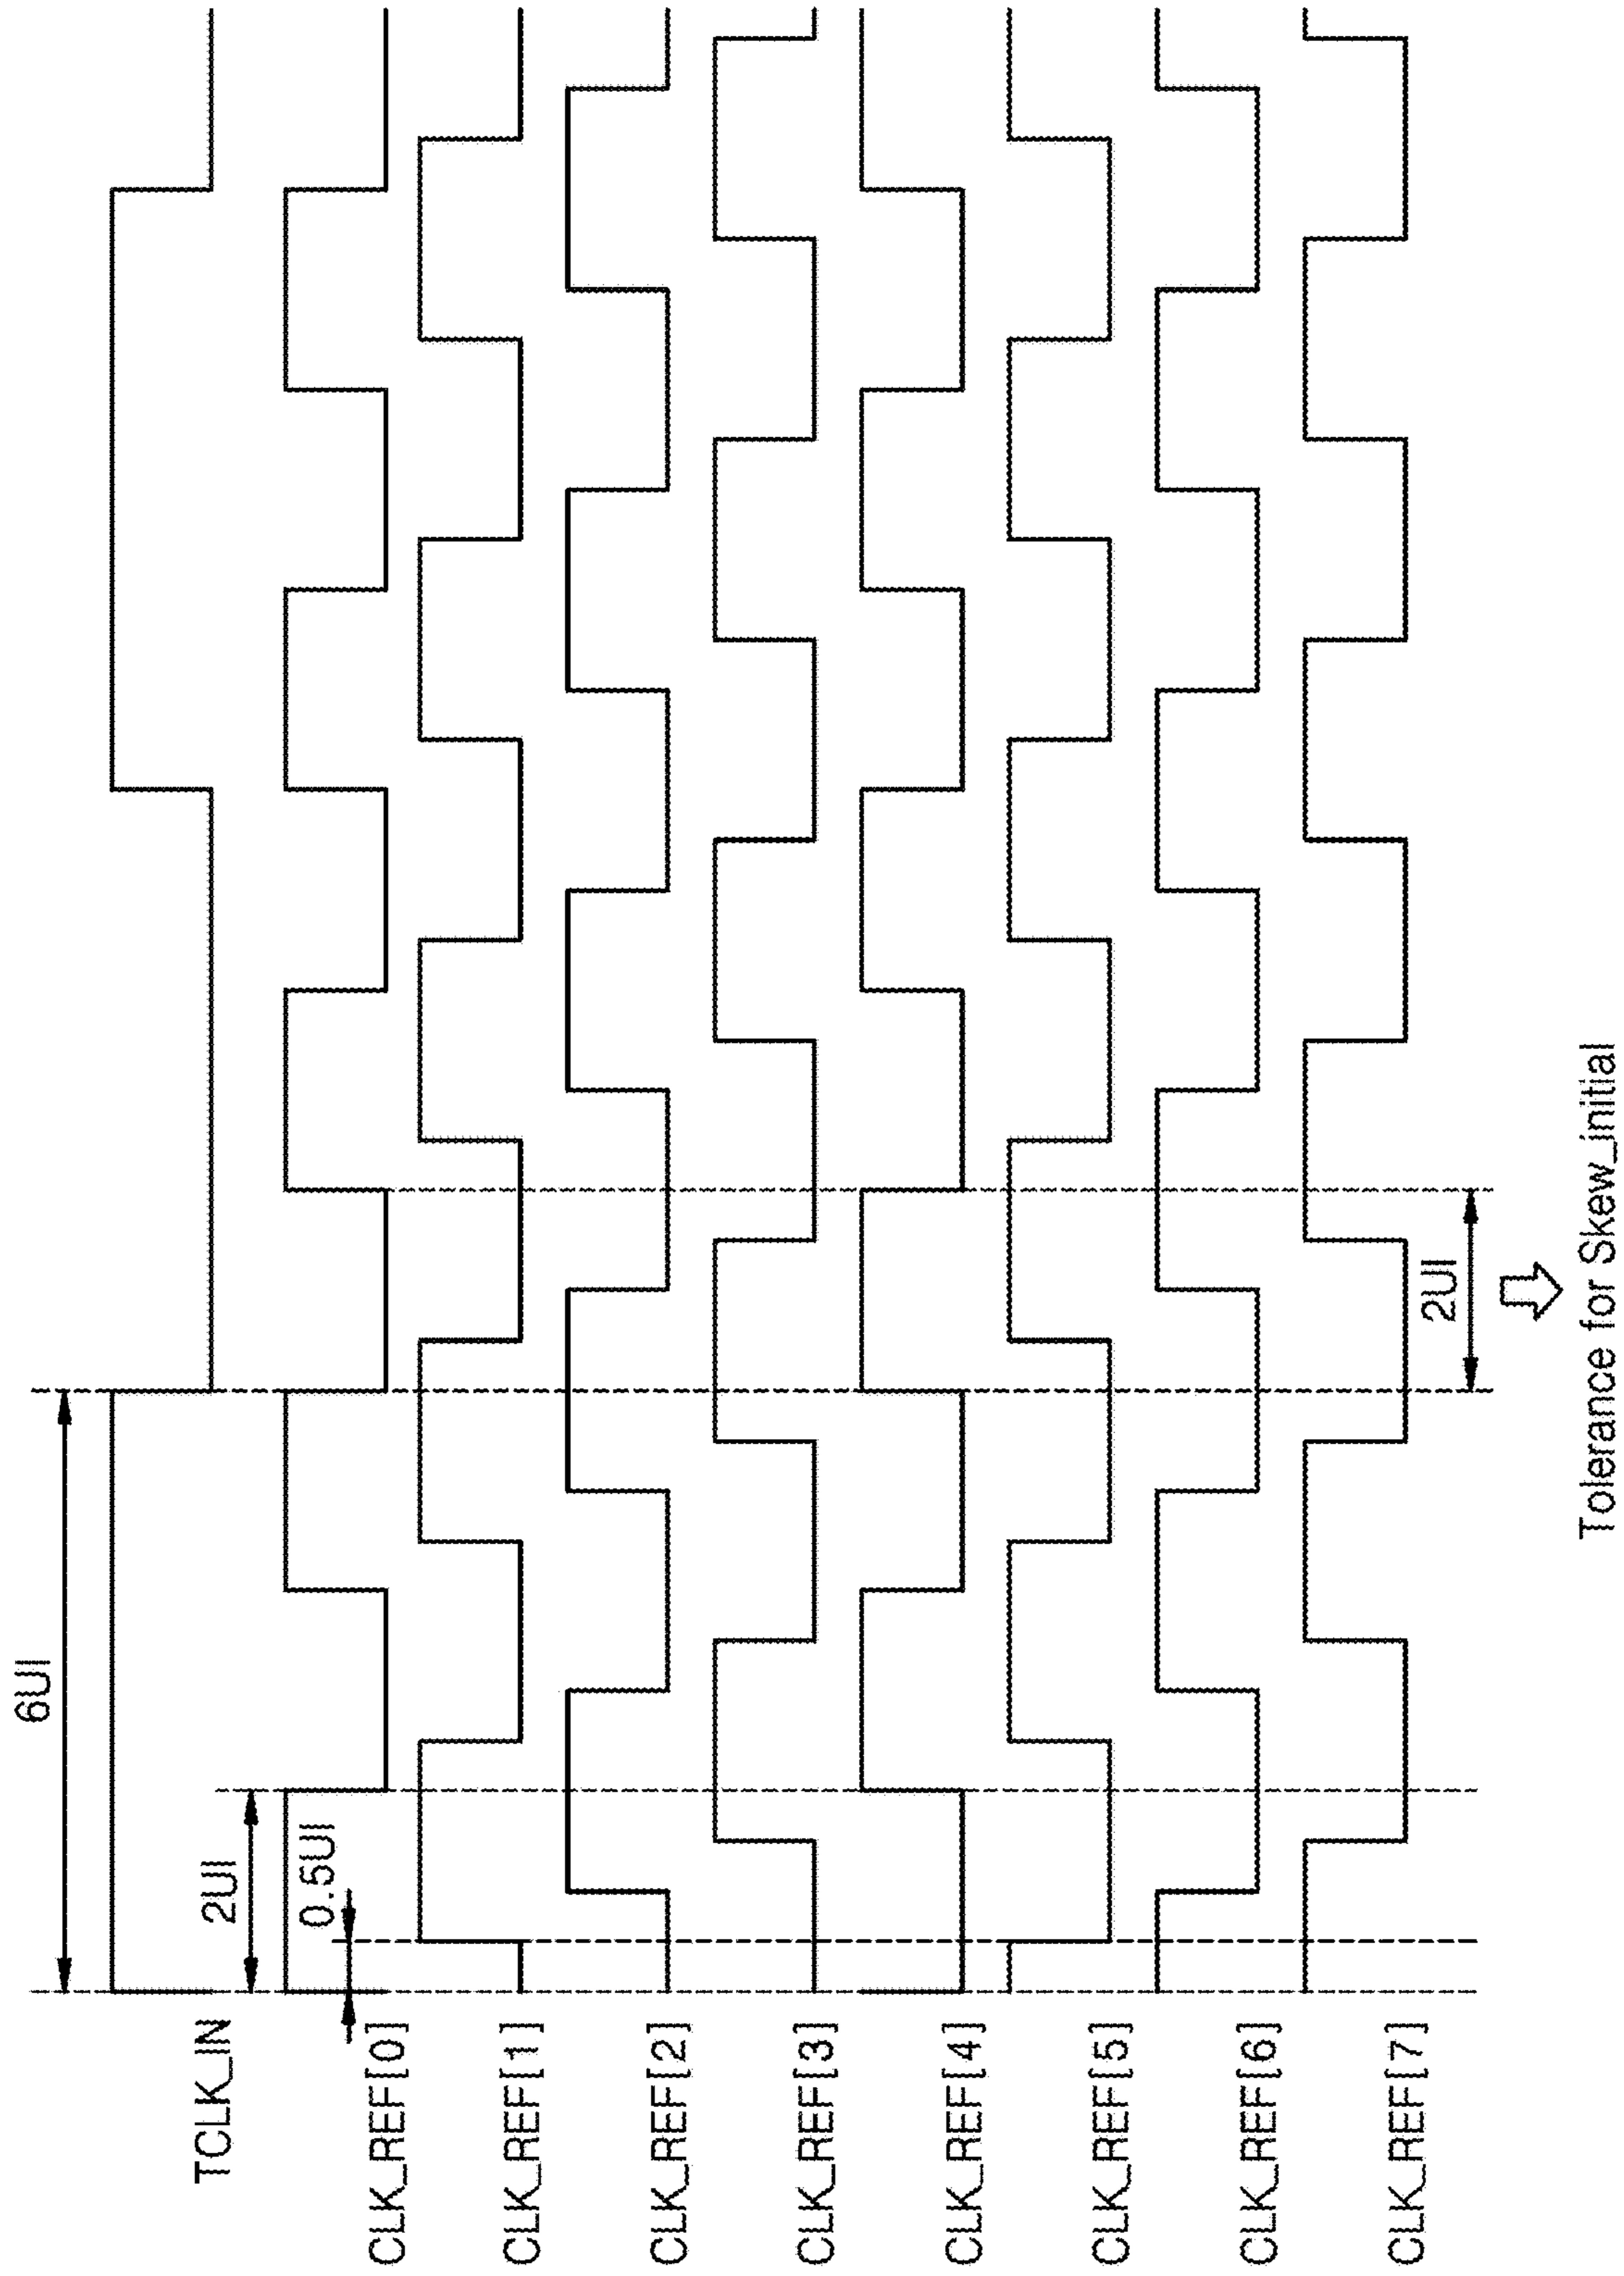 6UI
TCLK_IN
2UI
0.5UI
CLK_REF[0]
CLK_REF[1]
CLK_REF[2]
CLK_REF[3]
CLK_REF[4]
CLK_REF[5]
CLK_REF[6]
CLK_REF[7]
2UI
Tolerance for Skew_initial